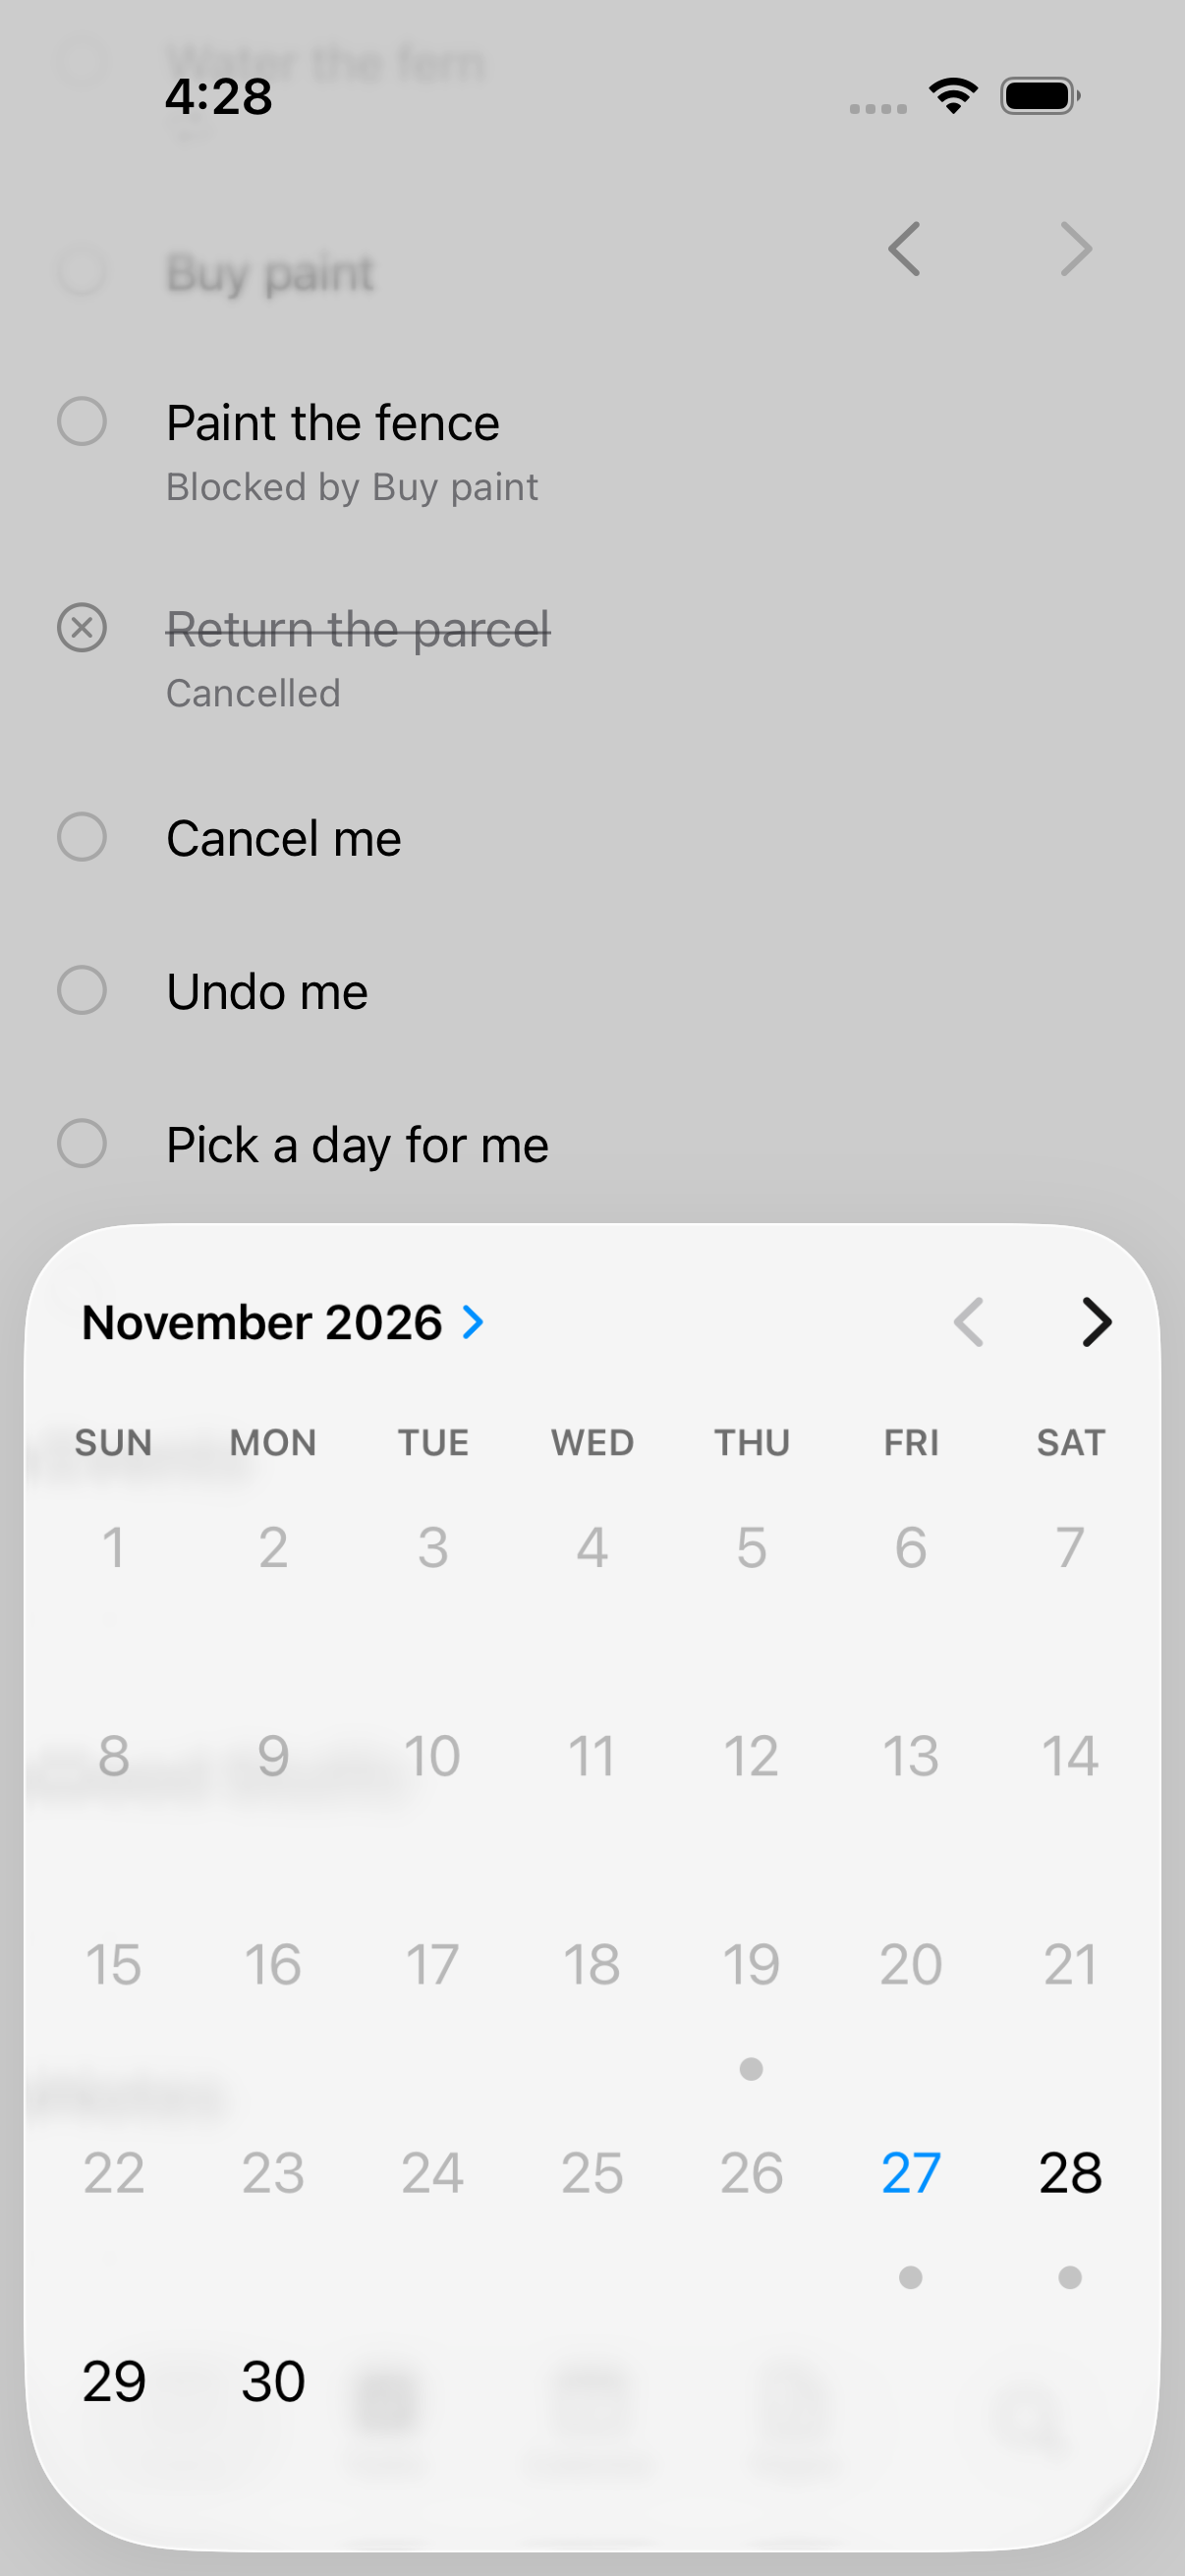 Water the fern
4:28
Buy paint
Paint the fence
Blocked by Buy paint
Return the parcel
Cancelled
Cancel me
Undo me
Pick a day for me
November 2026
SUN MON TUE WED THU FRI SAT
1 2 3 4 5 6 7
8 9 10 11 12 13 14
15 16 17 18 19 20 21
22 23 24 25 26 27 28
29 30